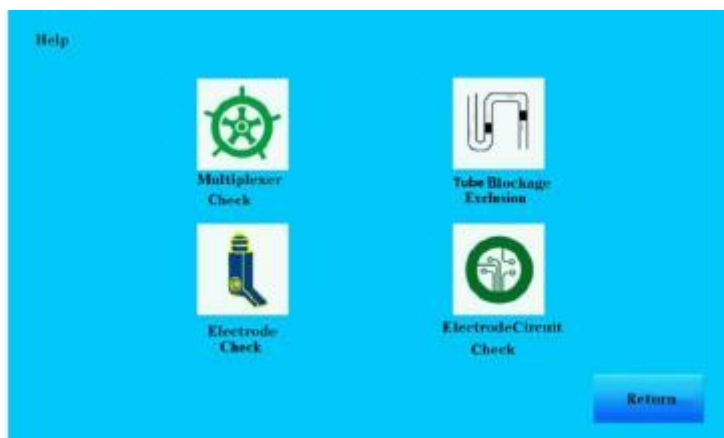 Help
Multiplexer
Check
Tube Blockage
Exclusion
Electrode
Check
ElectrodeCircuit
Check
Return